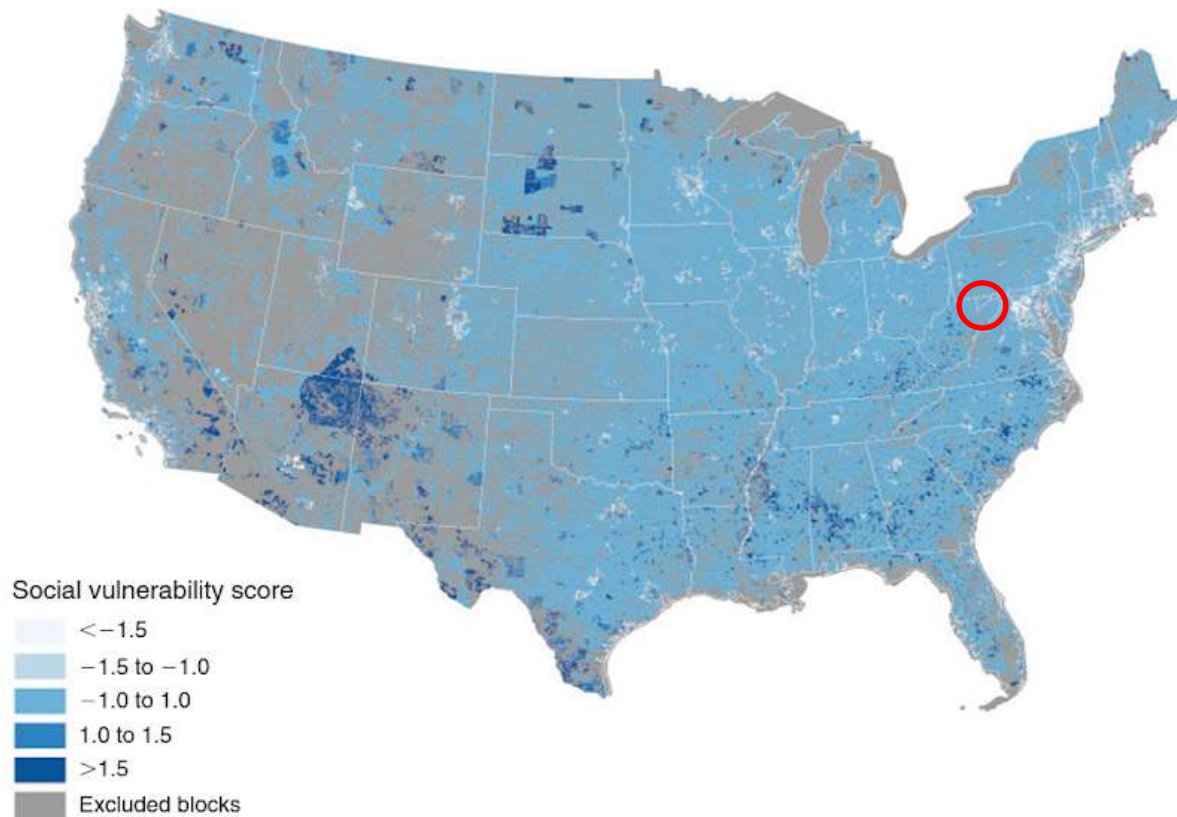 Social vulnerability score
<−1.5
−1.5 to −1.0
−1.0 to 1.0
1.0 to 1.5
>1.5
Excluded blocks